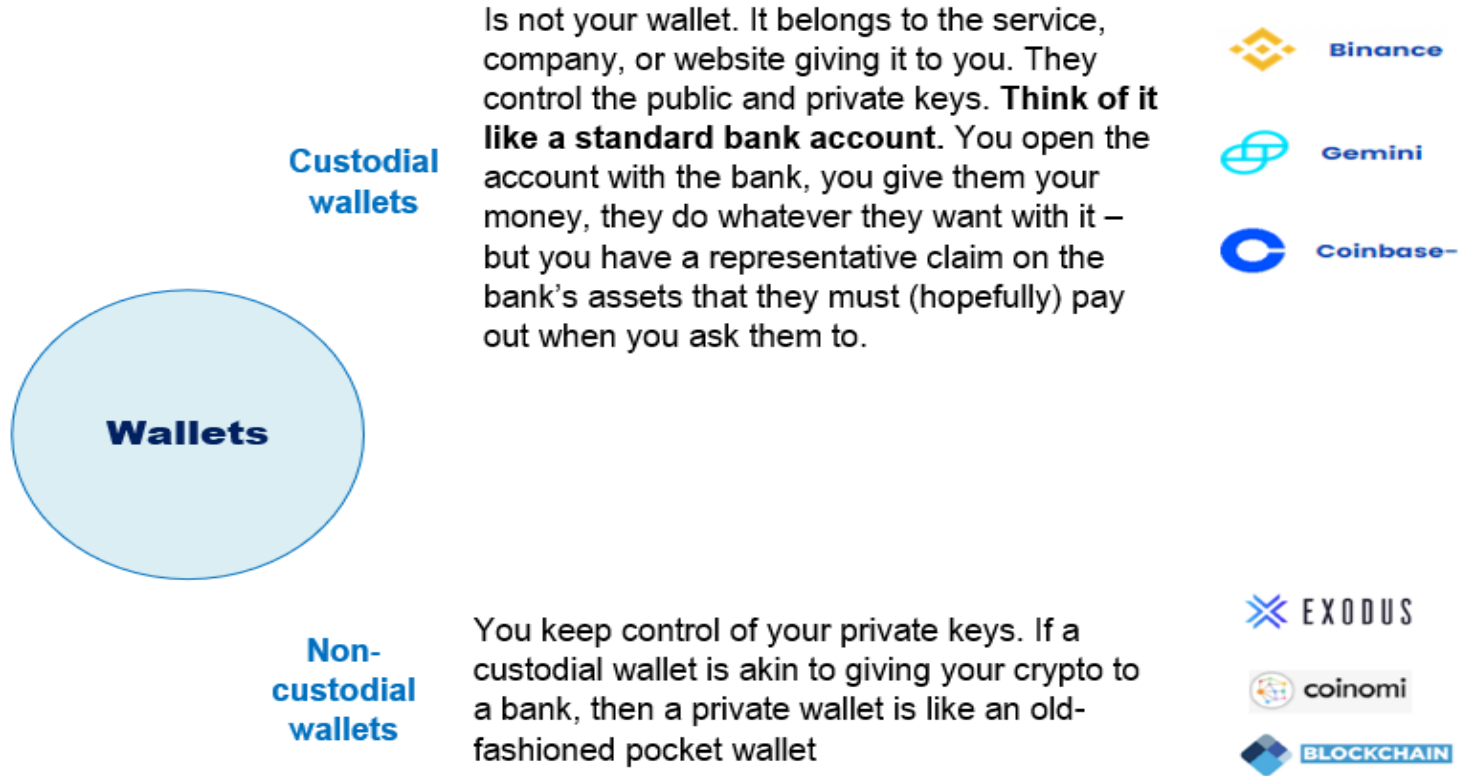 Is not your wallet. It belongs to the service,
company, or website giving it to you. They
control the public and private keys. Think of it
like a standard bank account. You open the
account with the bank, you give them your
money, they do whatever they want with it –
but you have a representative claim on the
bank's assets that they must (hopefully) pay
out when you ask them to.
Custodial
wallets
Binance
Gemini
Coinbase-
Wallets
Non-
custodial
wallets
You keep control of your private keys. If a
custodial wallet is akin to giving your crypto to
a bank, then a private wallet is like an old-
fashioned pocket wallet
EXODUS
coinomi
BLOCKCHAIN